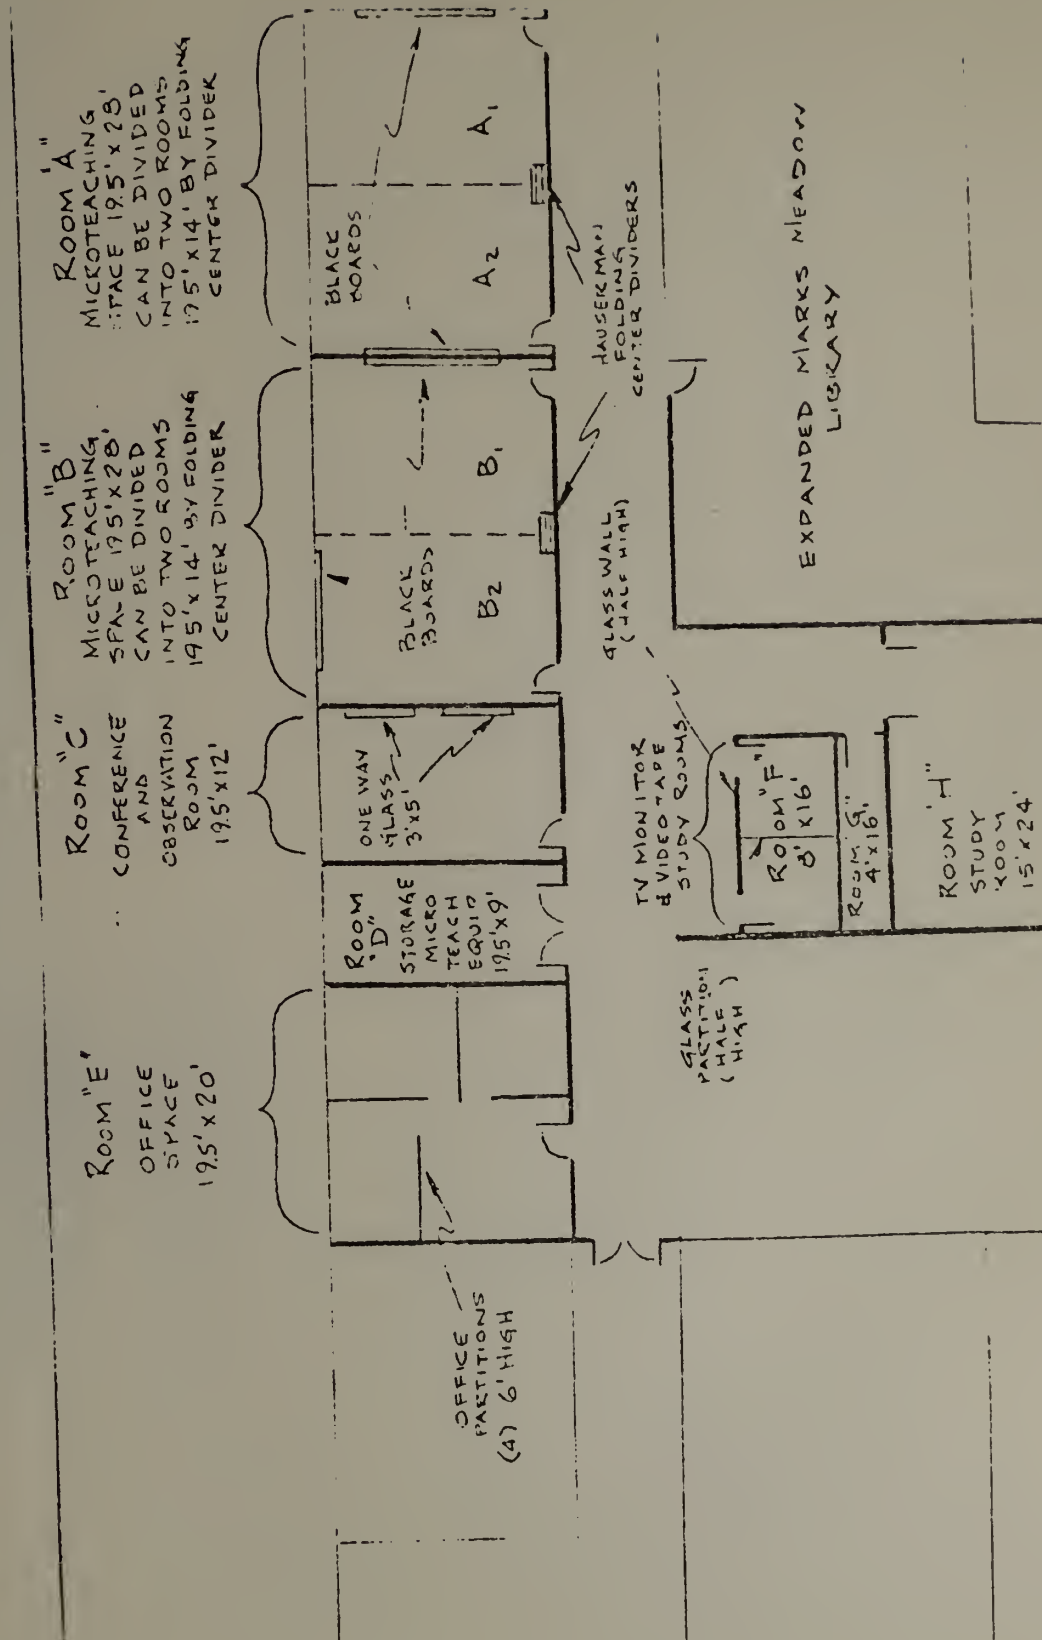 ROOM "E"
OFFICE
SPACE
19.5' x 20'
ROOM "C"
CONFERENCE
AND
OBSERVATION
ROOM
19.5' x 12'
ROOM "B"
MICROTEACHING
SPACE 19.5' x 28'
CAN BE DIVIDED
INTO TWO ROOMS
19.5' x 14' BY FOLDING
CENTER DIVIDER
ROOM "A"
MICROTEACHING
SPACE 19.5' x 28'
CAN BE DIVIDED
INTO TWO ROOMS
19.5' x 14' BY FOLDING
CENTER DIVIDER
ROOM
"D"
STORAGE
MICRO
TEACH
EQUIP
19.5' x 9'
ONE WAY
GLASS
3' x 5'
BLACK
BOARDS
B2
B1
BLACK
BOARDS
A2
A1
OFFICE
PARTITIONS
(4) 6' HIGH
GLASS
PARTITION
(HALF
HIGH)
TV MONITOR
& VIDEO TAPE
STUDY ROOMS
GLASS WALL
(HALF HIGH)
HAUSERMAN
FOLDING
CENTER DIVIDERS
ROOM "F"
8' x 16'
ROOM "G"
4' x 16'
ROOM "H"
STUDY
ROOM
15' x 24'
EXPANDED MARKS MEADOW
LIBRARY